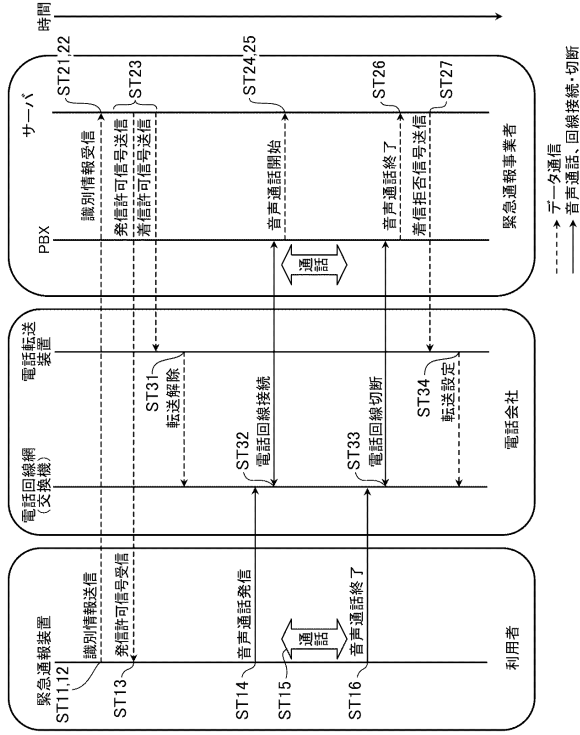 時間
緊急通報装置
電話回線網
(交換機)
電話転送
装置
PBX
サーバ
ST11,12
識別情報送信
識別情報受信
ST21,22
ST13
発信許可信号受信
発信許可信号送信
着信許可信号送信
ST23
ST31
転送解除
ST14
音声通話発信
ST32
電話回線接続
音声通話開始
ST24,25
ST15
通話
通話
ST16
音声通話終了
ST33
電話回線切断
音声通話終了
ST26
着信拒否信号送信
ST27
ST34
転送設定
利用者
電話会社
緊急通報事業者
データ通信
音声通話、回線接続・切断